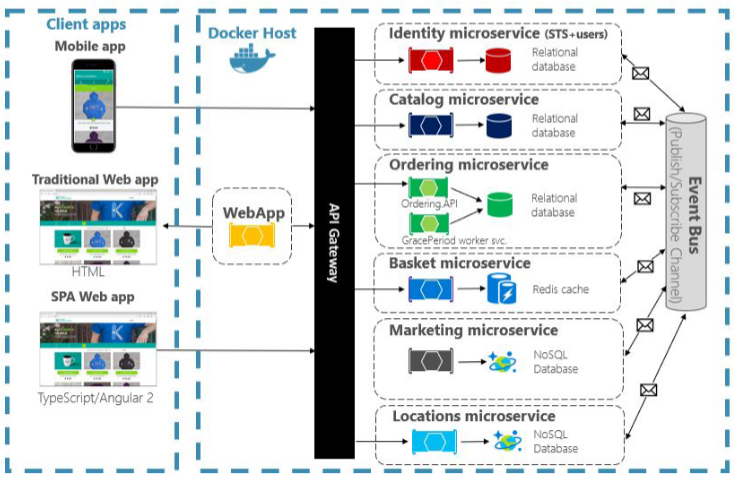 Client apps
Mobile app
Traditional Web app
HTML
SPA Web app
TypeScript/Angular 2
Docker Host
WebApp
API Gateway
Identity microservice (STS+users)
Relational
database
Catalog microservice
Relational
database
Ordering microservice
Ordering.API
Relational
database
GracePeriod worker svc.
Basket microservice
Redis cache
Marketing microservice
NoSQL
Database
Locations microservice
NoSQL
Database
Event Bus
(Publish/Subscribe Channel)